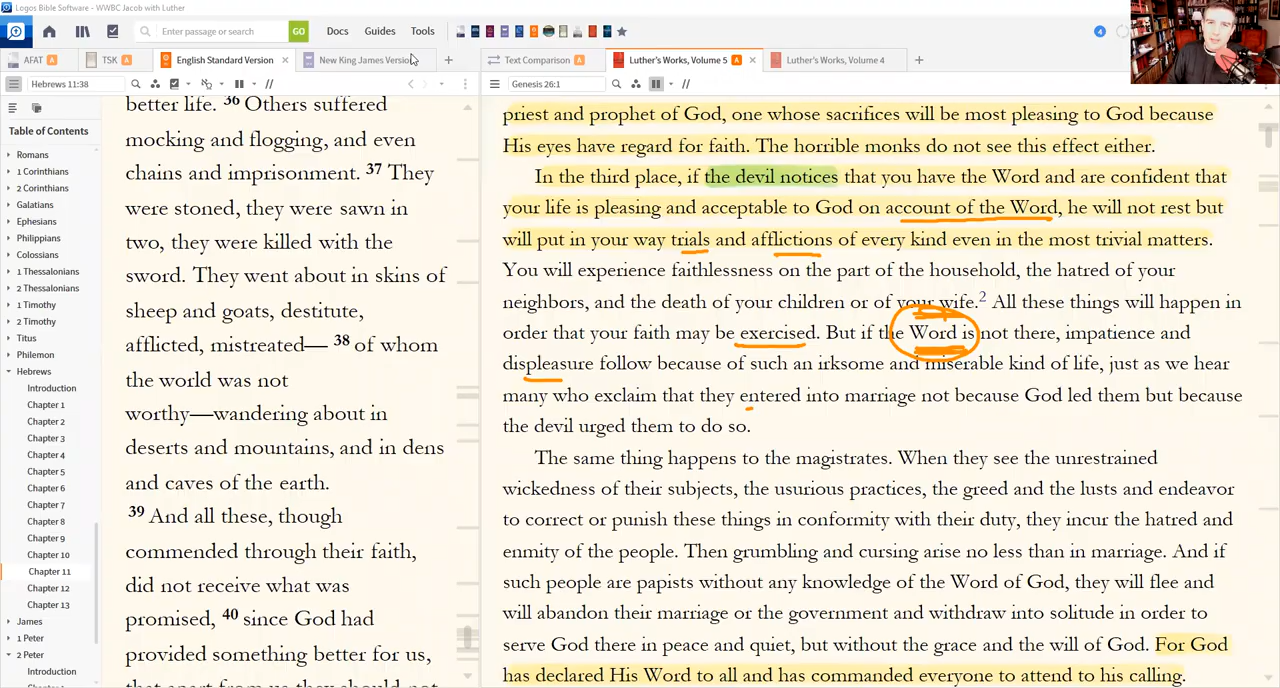 Logos Bible Software - WWBC Jacob with Luther
Enter passage or search
GO
Docs
Guides
Tools
4
AFAT A
TSK A
English Standard Version
New King James Version
Text Comparison A
Luther's Works, Volume 5 A
Luther's Works, Volume 4
Hebrews 11:38
Genesis 26:1
Table of Contents
Romans
1 Corinthians
2 Corinthians
Galatians
Ephesians
Philippians
Colossians
1 Thessalonians
2 Thessalonians
1 Timothy
2 Timothy
Titus
Philemon
Hebrews
Introduction
Chapter 1
Chapter 2
Chapter 3
Chapter 4
Chapter 5
Chapter 6
Chapter 7
Chapter 8
Chapter 9
Chapter 10
Chapter 11
Chapter 12
Chapter 13
James
1 Peter
2 Peter
Introduction
better life. 36 Others suffered
mocking and flogging, and even
chains and imprisonment. 37 They
were stoned, they were sawn in
two, they were killed with the
sword. They went about in skins of
sheep and goats, destitute,
afflicted, mistreated— 38 of whom
the world was not
worthy—wandering about in
deserts and mountains, and in dens
and caves of the earth.
39 And all these, though
commended through their faith,
did not receive what was
promised, 40 since God had
provided something better for us,
that apart from us they should not
priest and prophet of God, one whose sacrifices will be most pleasing to God because
His eyes have regard for faith. The horrible monks do not see this effect either.
In the third place, if the devil notices that you have the Word and are confident that
your life is pleasing and acceptable to God on account of the Word, he will not rest but
will put in your way trials and afflictions of every kind even in the most trivial matters.
You will experience faithlessness on the part of the household, the hatred of your
neighbors, and the death of your children or of your wife.2 All these things will happen in
order that your faith may be exercised. But if the Word is not there, impatience and
displeasure follow because of such an irksome and miserable kind of life, just as we hear
many who exclaim that they entered into marriage not because God led them but because
the devil urged them to do so.
The same thing happens to the magistrates. When they see the unrestrained
wickedness of their subjects, the usurious practices, the greed and the lusts and endeavor
to correct or punish these things in conformity with their duty, they incur the hatred and
enmity of the people. Then grumbling and cursing arise no less than in marriage. And if
such people are papists without any knowledge of the Word of God, they will flee and
will abandon their marriage or the government and withdraw into solitude in order to
serve God there in peace and quiet, but without the grace and the will of God. For God
has declared His Word to all and has commanded everyone to attend to his calling.